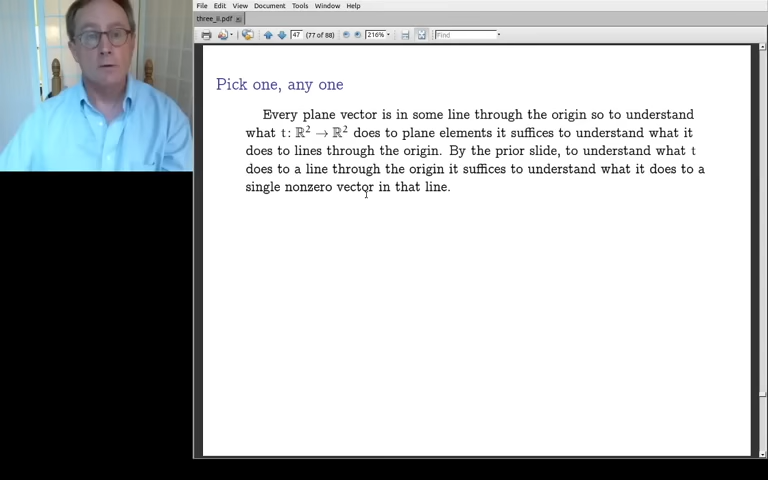 File Edit View Document Tools Window Help
three_ii.pdf
47 (77 of 88) 216% Find
Pick one, any one
Every plane vector is in some line through the origin so to understand
what t: ℝ² → ℝ² does to plane elements it suffices to understand what it
does to lines through the origin. By the prior slide, to understand what t
does to a line through the origin it suffices to understand what it does to a
single nonzero vector in that line.